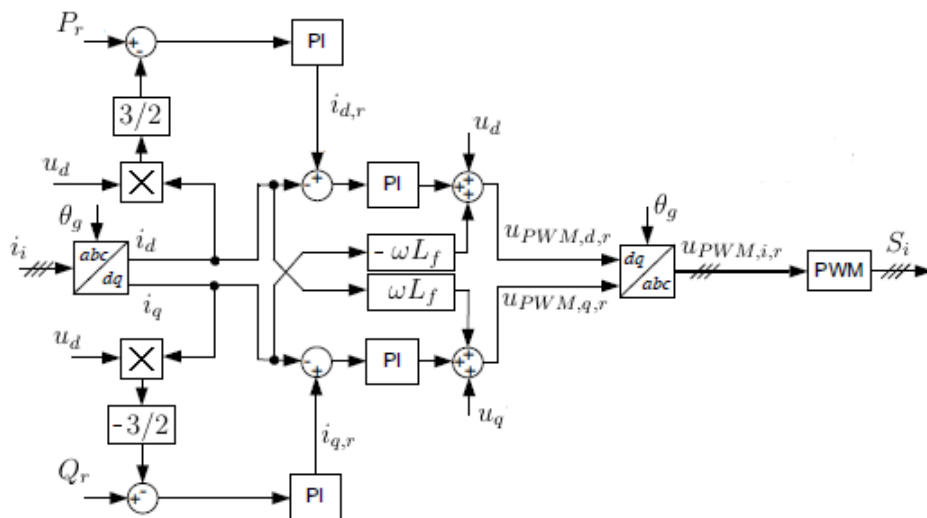 P_r
+
-
PI
3/2
i_{d,r}
u_d
u_d
θ_g
-
+
PI
+
+
+
i_i
abc
dq
i_d
i_q
- ωL_f
ωL_f
u_{PWM,d,r}
u_{PWM,q,r}
θ_g
dq
abc
u_{PWM,i,r}
PWM
S_i
u_d
-
+
PI
+
+
+
u_q
-3/2
i_{q,r}
Q_r
+
-
PI